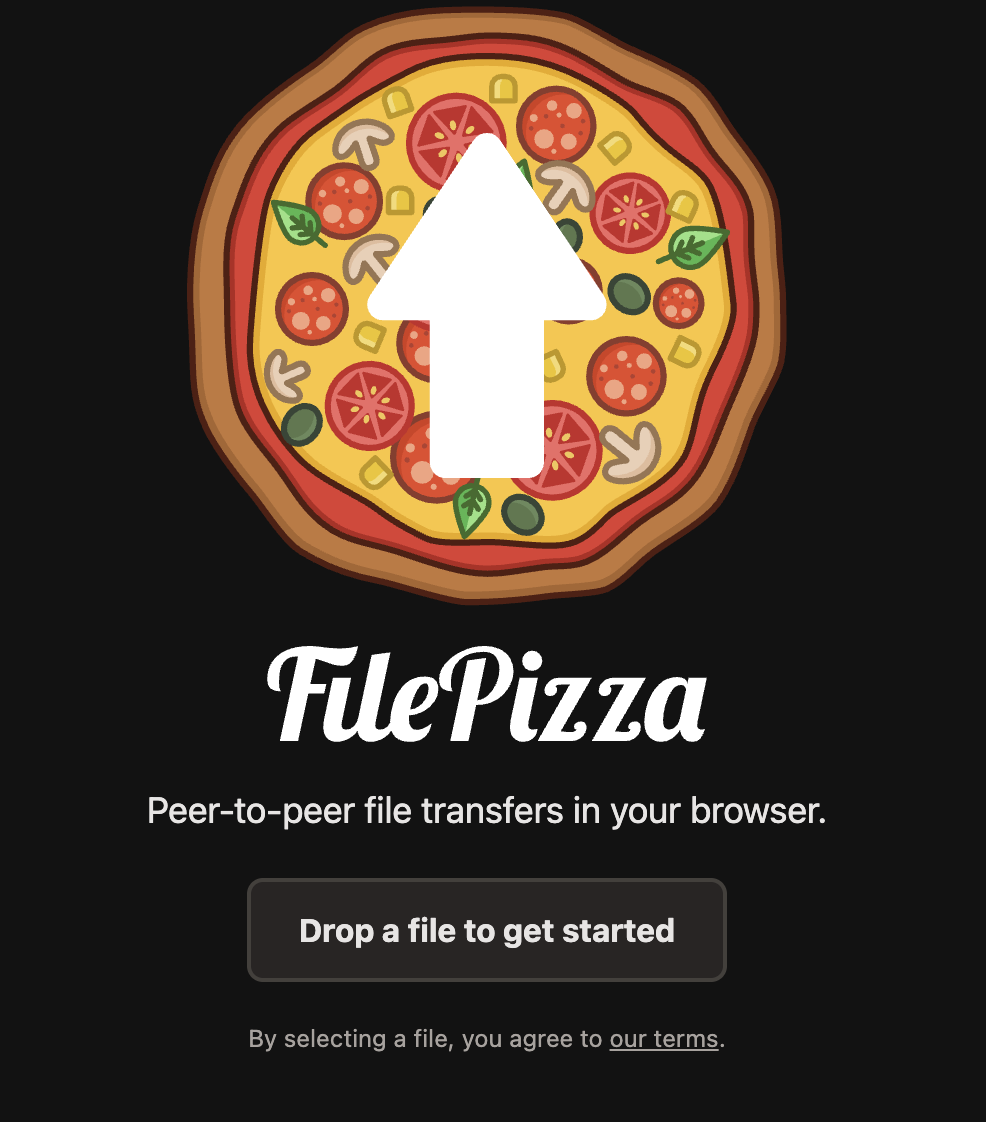 FilePizza
Peer-to-peer file transfers in your browser.
Drop a file to get started
By selecting a file, you agree to our terms.